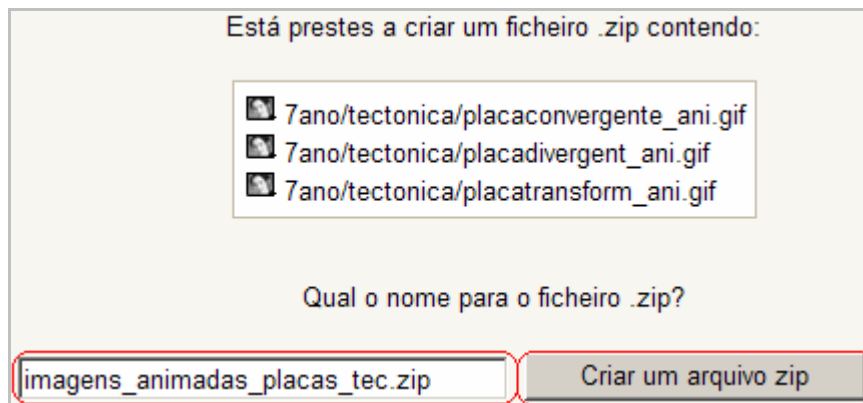 Está prestes a criar um ficheiro .zip contendo:
7ano/tectonica/placaconvergente_ani.gif
7ano/tectonica/placadivergent_ani.gif
7ano/tectonica/placatransform_ani.gif
Qual o nome para o ficheiro .zip?
imagens_animadas_placas_tec.zip Criar um arquivo zip